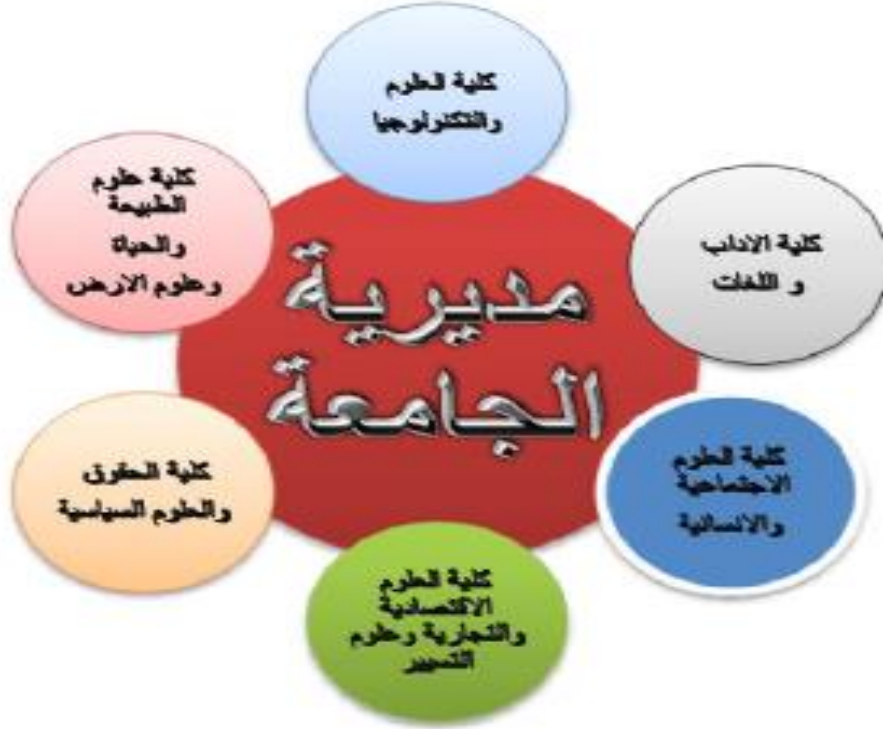 كلية العلوم
والتكنولوجيا
كلية الاداب
و اللغات
كلية العلوم
الاجتماعية
والانسانية
كلية العلوم
الاقتصادية
والتجارية وعلوم
التسيير
كلية الحقوق
والعلوم السياسية
كلية علوم
الطبيعة
والحياة
وعلوم الارض
مديرية
الجامعة